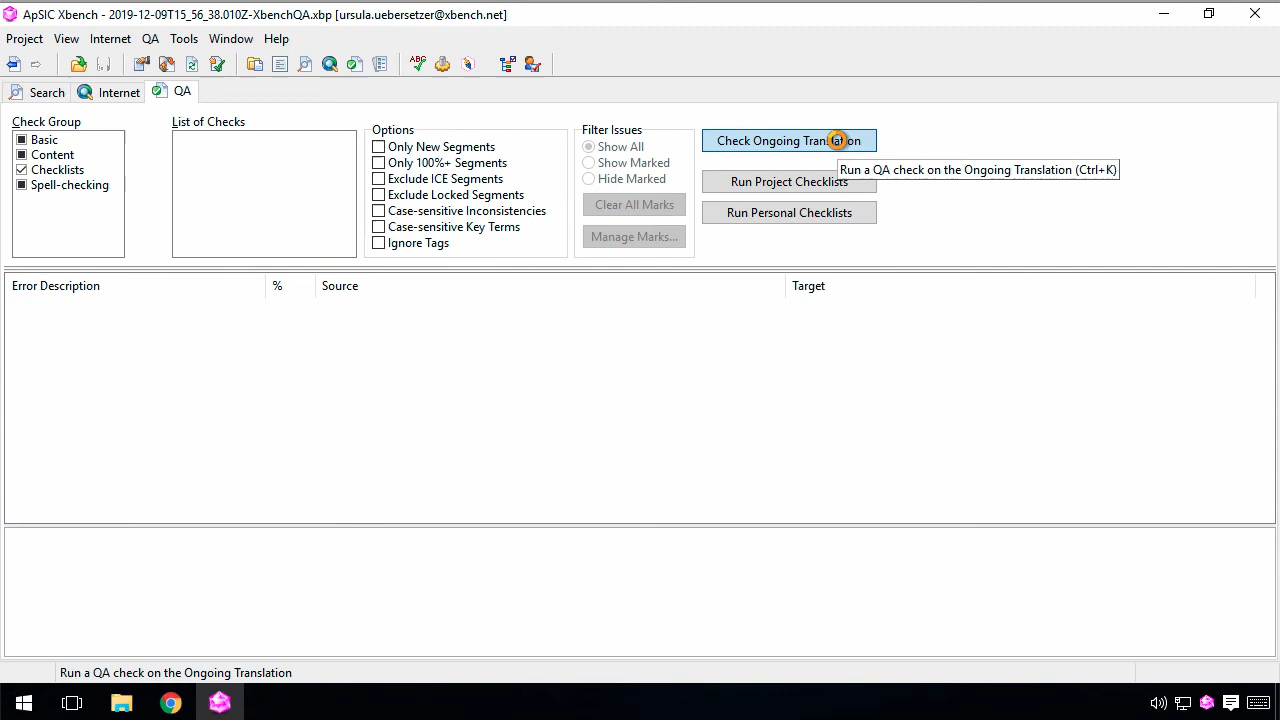 ApSIC Xbench - 2019-12-09T15_56_38.010Z-XbenchQA.xbp [ursula.uebersetzer@xbench.net]
Project View Internet QA Tools Window Help
ABC
Search Internet QA
Check Group
Basic
Content
Checklists
Spell-checking
List of Checks
Options
Only New Segments
Only 100%+ Segments
Exclude ICE Segments
Exclude Locked Segments
Case-sensitive Inconsistencies
Case-sensitive Key Terms
Ignore Tags
Filter Issues
Show All
Show Marked
Hide Marked
Clear All Marks
Manage Marks...
Check Ongoing Translation
Run a QA check on the Ongoing Translation (Ctrl+K)
Run Project Checklists
Run Personal Checklists
Error Description % Source Target
Run a QA check on the Ongoing Translation